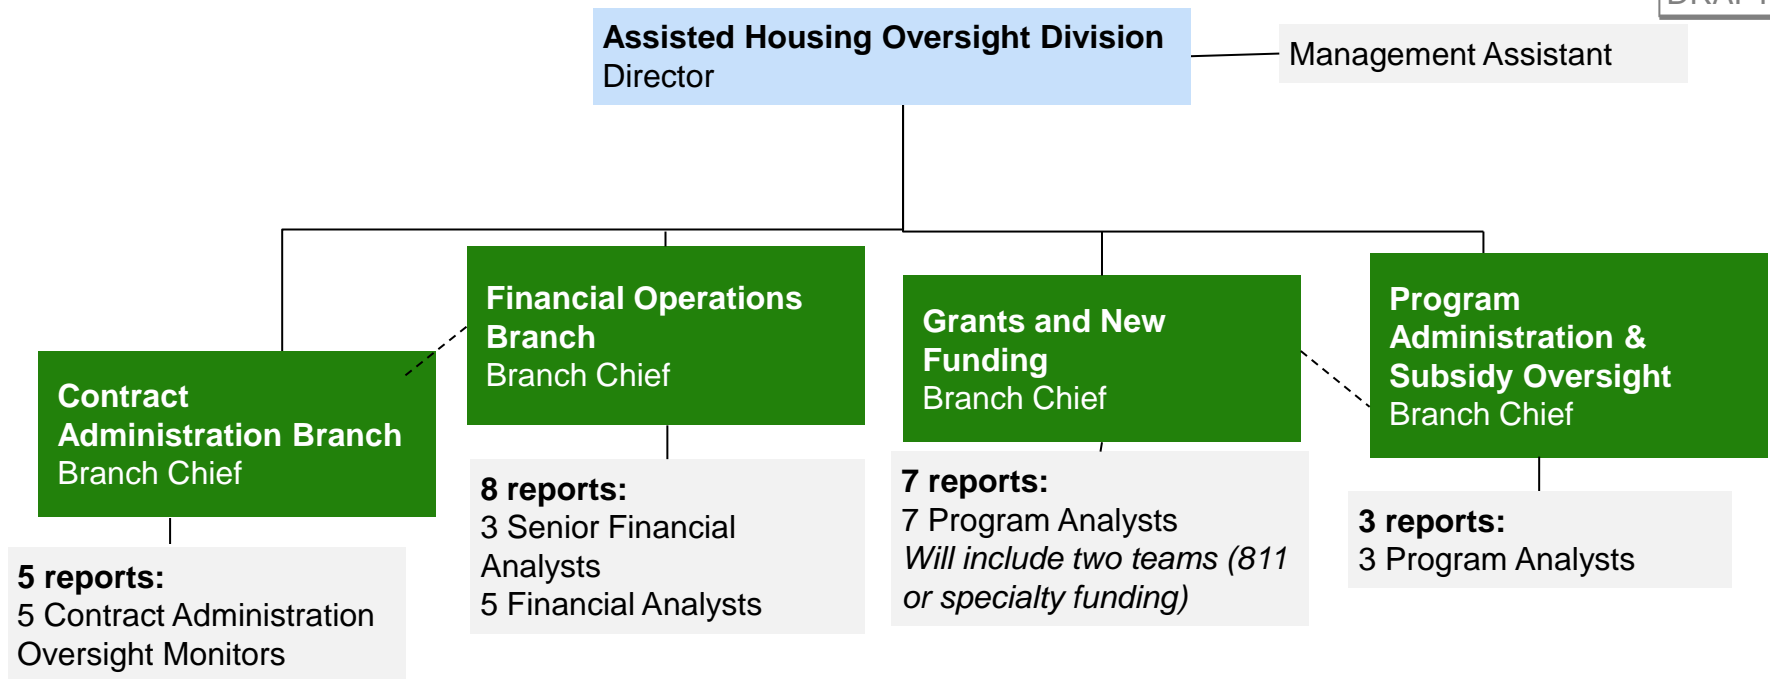 Assisted Housing Oversight Division
Director
Management Assistant
Contract
Administration Branch
Branch Chief
5 reports:
5 Contract Administration
Oversight Monitors
Financial Operations
Branch
Branch Chief
8 reports:
3 Senior Financial
Analysts
5 Financial Analysts
Grants and New
Funding
Branch Chief
7 reports:
7 Program Analysts
Will include two teams (811
or specialty funding)
Program
Administration &
Subsidy Oversight
Branch Chief
3 reports:
3 Program Analysts